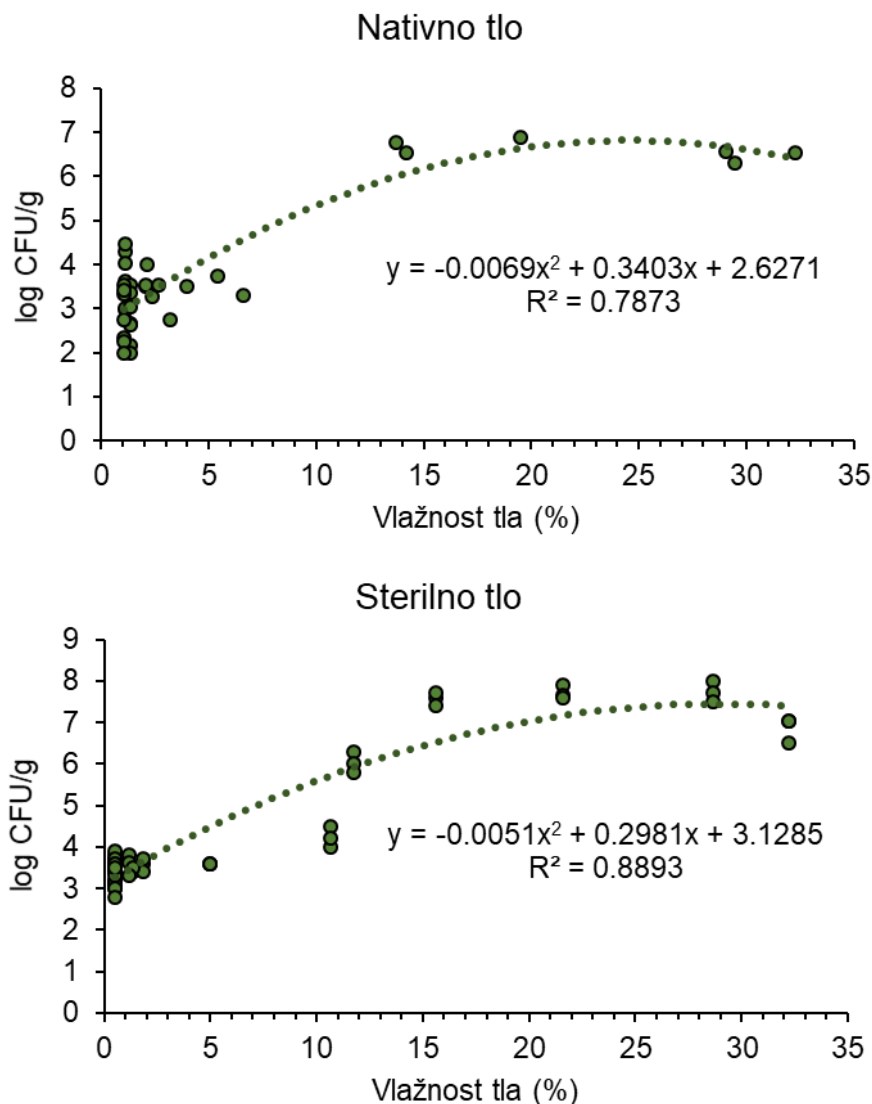 Nativno tlo
8
7
6
5
4
3
2
1
0
log CFU/g
y = -0.0069x² + 0.3403x + 2.6271
R² = 0.7873
0 5 10 15 20 25 30 35
Vlažnost tla (%)
Sterilno tlo
9
8
7
6
5
4
3
2
1
0
log CFU/g
y = -0.0051x² + 0.2981x + 3.1285
R² = 0.8893
0 5 10 15 20 25 30 35
Vlažnost tla (%)